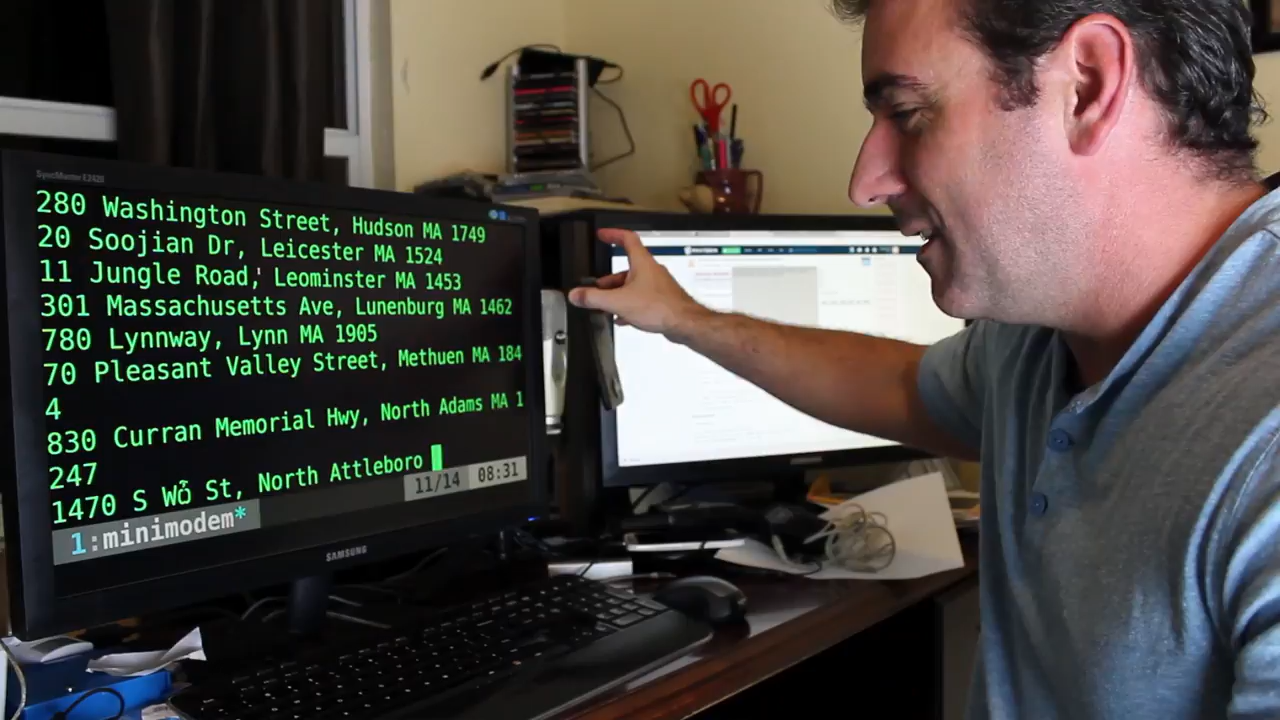 SyncMaster E2420
280 Washington Street, Hudson MA 1749
20 Soojian Dr, Leicester MA 1524
11 Jungle Road,' Leominster MA 1453
301 Massachusetts Ave, Lunenburg MA 1462
780 Lynnway, Lynn MA 1905
70 Pleasant Valley Street, Methuen MA 184
4
830 Curran Memorial Hwy, North Adams MA 1
247
1470 S Wỗ St, North Attleboro
11/14 08:31
1:minimodem*
SAMSUNG